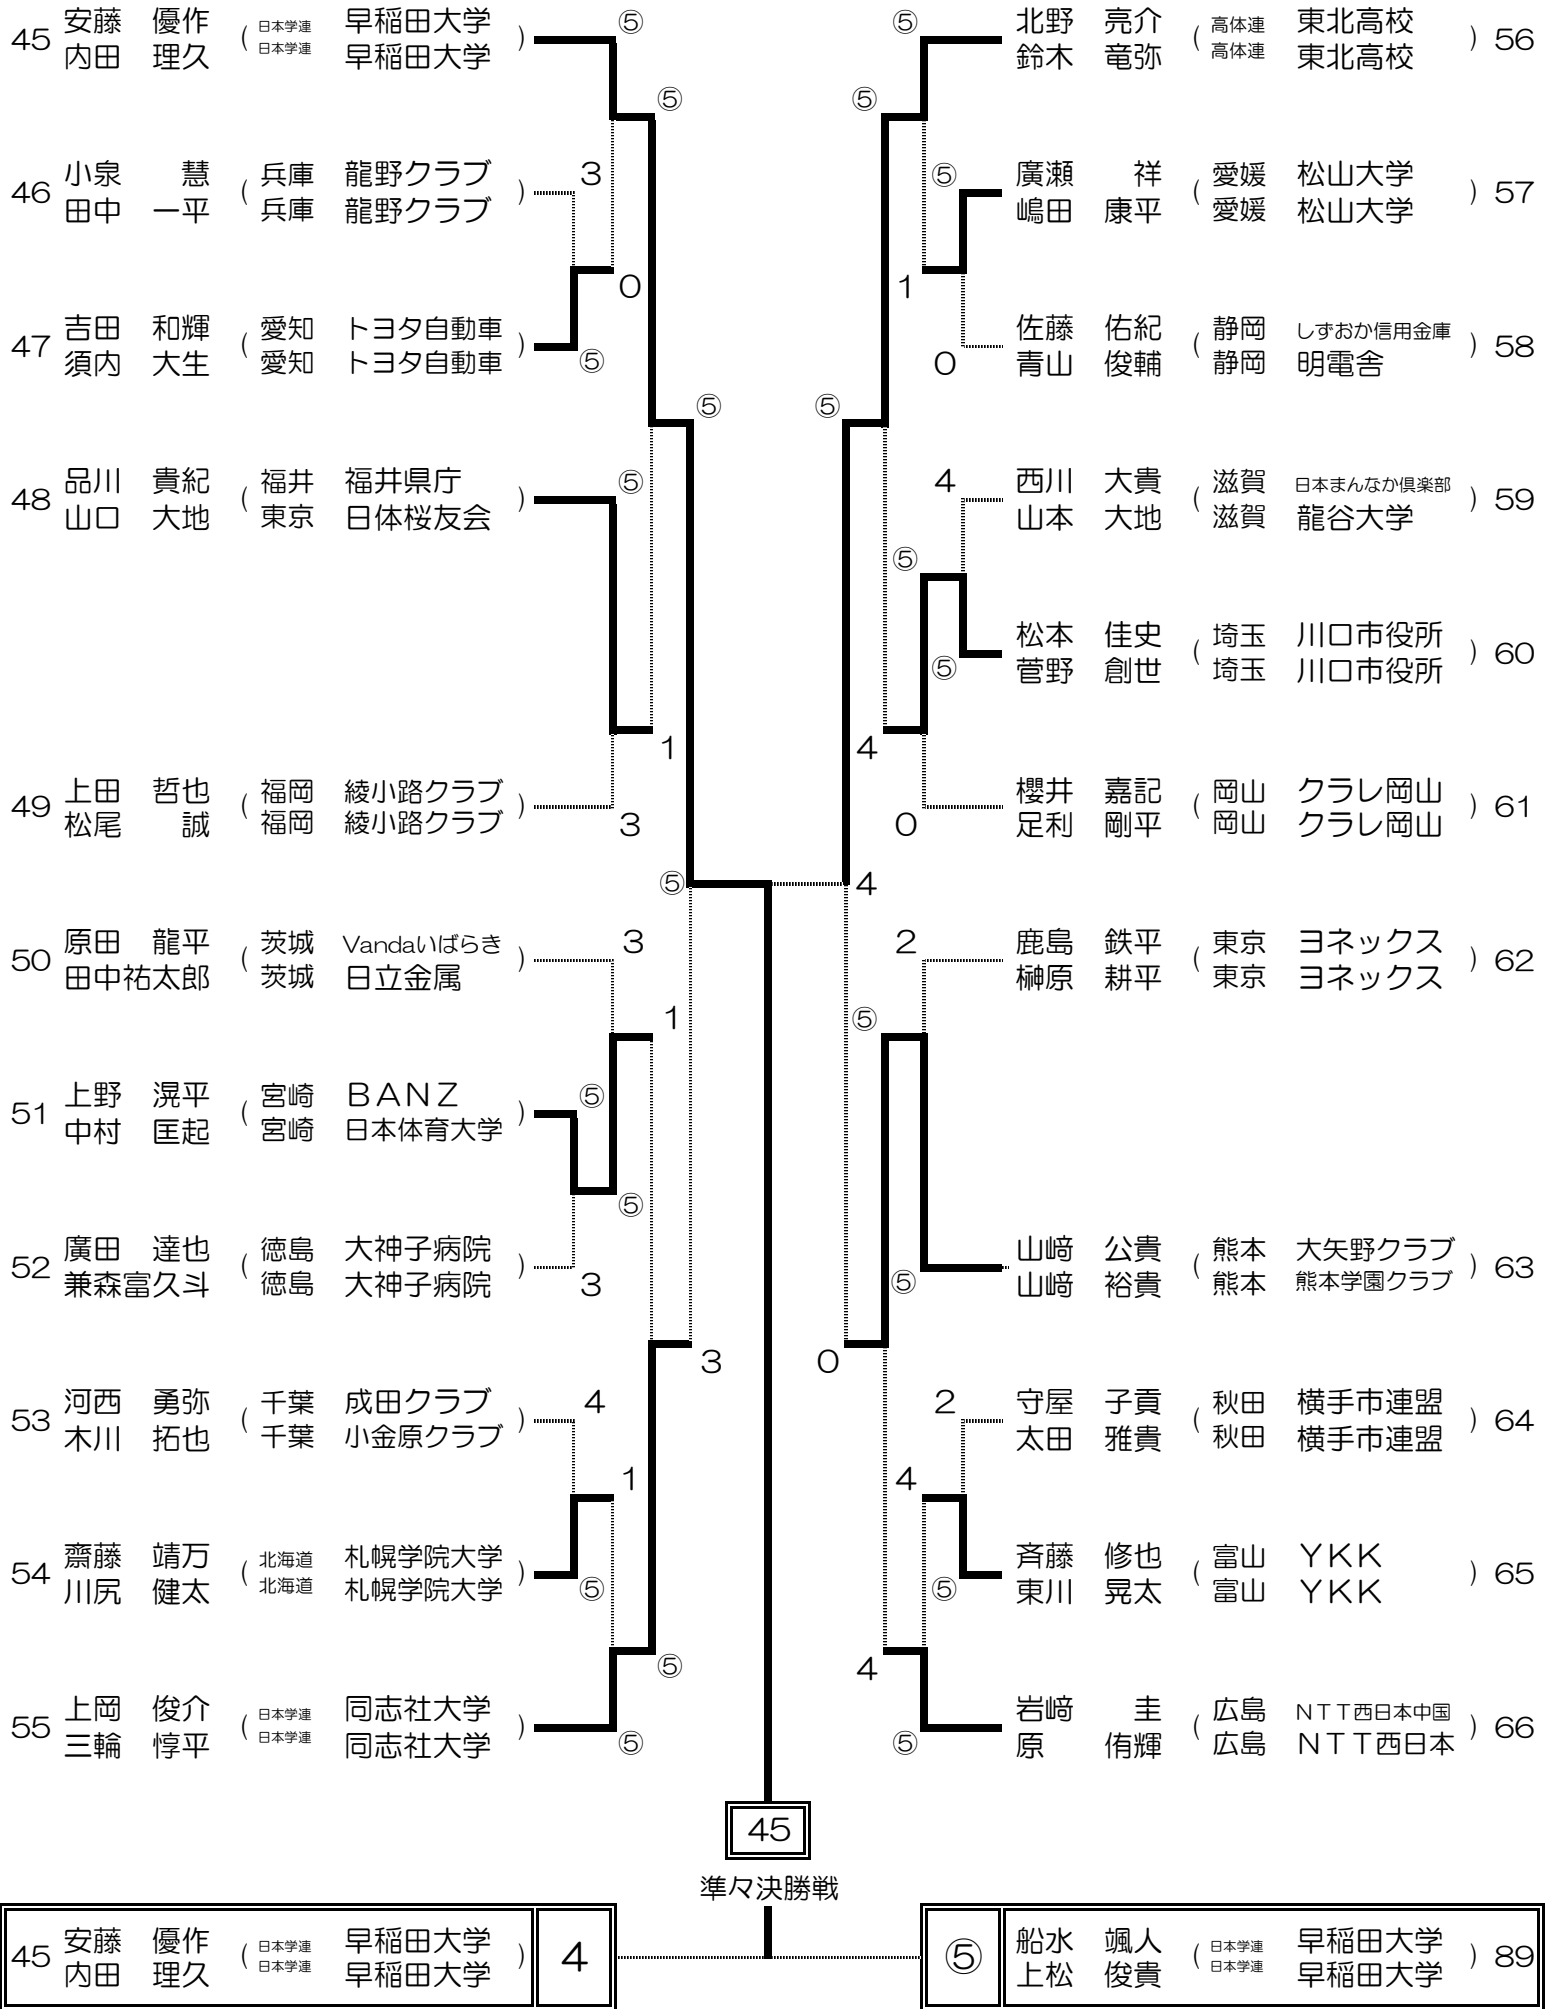 45 安藤 優作 ( 日本学連 早稲田大学 )
内田 理久 日本学連 早稲田大学
⑤
⑤
46 小泉 慧 ( 兵庫 龍野クラブ )
田中 一平 兵庫 龍野クラブ
3
0
47 吉田 和輝 ( 愛知 トヨタ自動車 )
須内 大生 愛知 トヨタ自動車
⑤
⑤
48 品川 貴紀 ( 福井 福井県庁 )
山口 大地 東京 日体桜友会
⑤
1
49 上田 哲也 ( 福岡 綾小路クラブ )
松尾 誠 福岡 綾小路クラブ
3
⑤
50 原田 龍平 ( 茨城 Vandaいばらき )
田中祐太郎 茨城 日立金属
3
1
51 上野 滉平 ( 宮崎 BANZ )
中村 匡起 宮崎 日本体育大学
⑤
⑤
52 廣田 達也 ( 徳島 大神子病院 )
兼森富久斗 徳島 大神子病院
3
3
53 河西 勇弥 ( 千葉 成田クラブ )
木川 拓也 千葉 小金原クラブ
4
1
54 齋藤 靖万 ( 北海道 札幌学院大学 )
川尻 健太 北海道 札幌学院大学
⑤
⑤
55 上岡 俊介 ( 日本学連 同志社大学 )
三輪 惇平 日本学連 同志社大学
⑤
⑤
北野 亮介 ( 高体連 東北高校 ) 56
鈴木 竜弥 高体連 東北高校
⑤
⑤
廣瀬 祥 ( 愛媛 松山大学 ) 57
嶋田 康平 愛媛 松山大学
1
佐藤 佑紀 ( 静岡 しずおか信用金庫 ) 58
青山 俊輔 静岡 明電舎
0
⑤
4
西川 大貴 ( 滋賀 日本まんなか倶楽部 ) 59
山本 大地 滋賀 龍谷大学
⑤
松本 佳史 ( 埼玉 川口市役所 ) 60
菅野 創世 埼玉 川口市役所
⑤
4
櫻井 嘉記 ( 岡山 クラレ岡山 ) 61
足利 剛平 岡山 クラレ岡山
0
4
2
鹿島 鉄平 ( 東京 ヨネックス ) 62
榊原 耕平 東京 ヨネックス
⑤
山﨑 公貴 ( 熊本 大矢野クラブ ) 63
山﨑 裕貴 熊本 熊本学園クラブ
⑤
0
2
守屋 子貢 ( 秋田 横手市連盟 ) 64
太田 雅貴 秋田 横手市連盟
4
斉藤 修也 ( 富山 YKK ) 65
東川 晃太 富山 YKK
⑤
4
岩﨑 圭 ( 広島 NTT西日本中国 ) 66
原 侑輝 広島 NTT西日本
⑤
45
準々決勝戦
45 安藤 優作 ( 日本学連 早稲田大学 ) 4
内田 理久 日本学連 早稲田大学
⑤ 船水 颯人 ( 日本学連 早稲田大学 ) 89
上松 俊貴 日本学連 早稲田大学